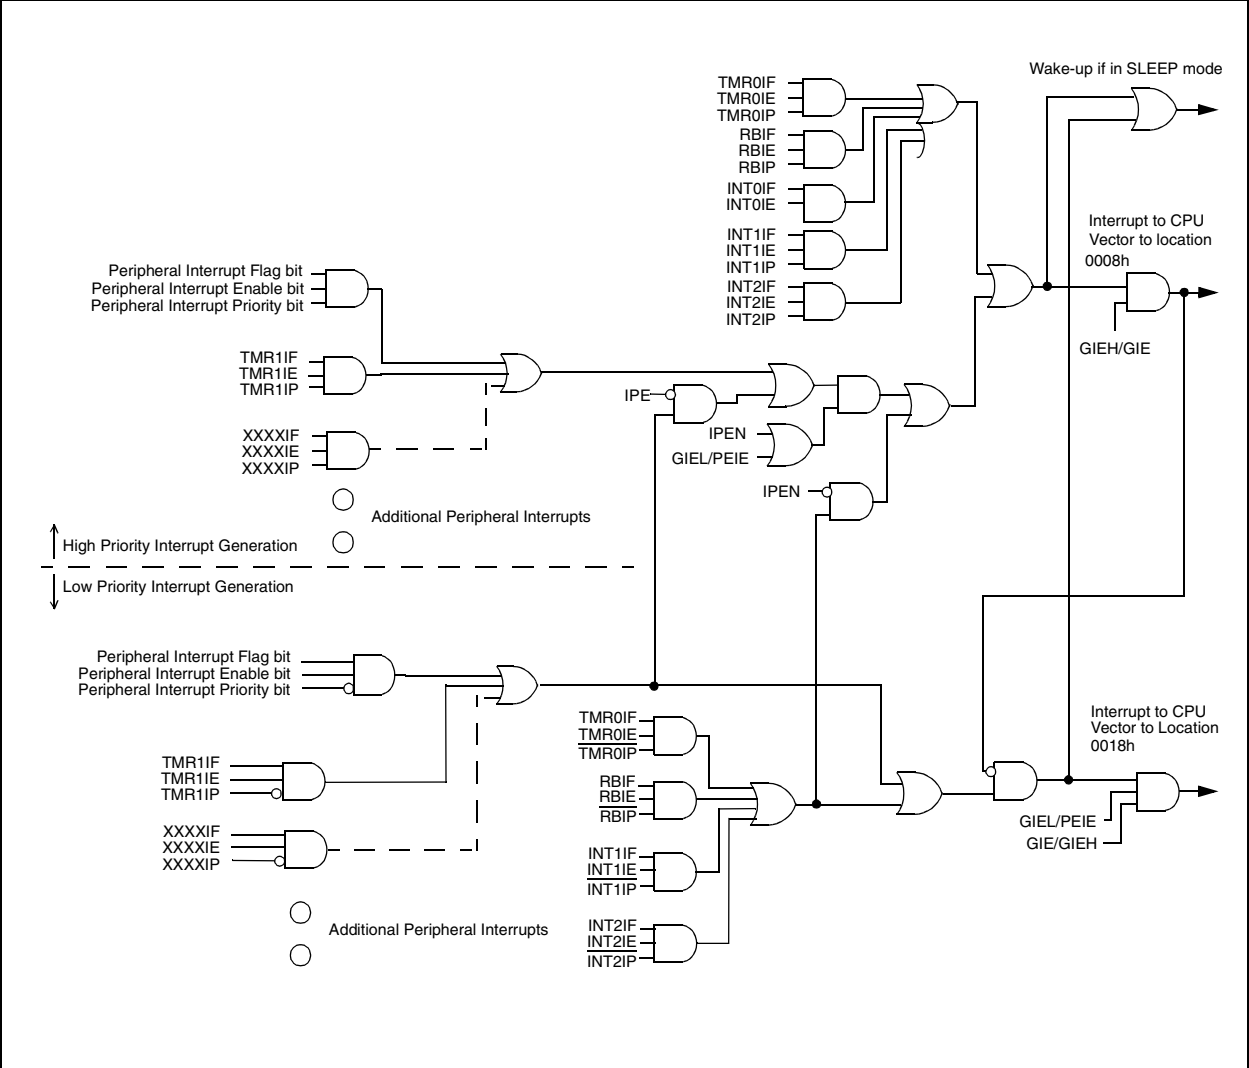 Wake-up if in SLEEP mode
TMR0IF
TMR0IE
TMR0IP
RBIF
RBIE
RBIP
INT0IF
INT0IE
INT1IF
INT1IE
INT1IP
INT2IF
INT2IE
INT2IP
Interrupt to CPU
Vector to location
0008h
GIEH/GIE
Peripheral Interrupt Flag bit
Peripheral Interrupt Enable bit
Peripheral Interrupt Priority bit
TMR1IF
TMR1IE
TMR1IP
XXXXIF
XXXXIE
XXXXIP
IPE
IPEN
GIEL/PEIE
IPEN
Additional Peripheral Interrupts
High Priority Interrupt Generation
Low Priority Interrupt Generation
Peripheral Interrupt Flag bit
Peripheral Interrupt Enable bit
Peripheral Interrupt Priority bit
TMR1IF
TMR1IE
TMR1IP
XXXXIF
XXXXIE
XXXXIP
Additional Peripheral Interrupts
TMR0IF
TMR0IE
TMR0IP
RBIF
RBIE
RBIP
INT1IF
INT1IE
INT1IP
INT2IF
INT2IE
INT2IP
Interrupt to CPU
Vector to Location
0018h
GIEL/PEIE
GIE/GIEH